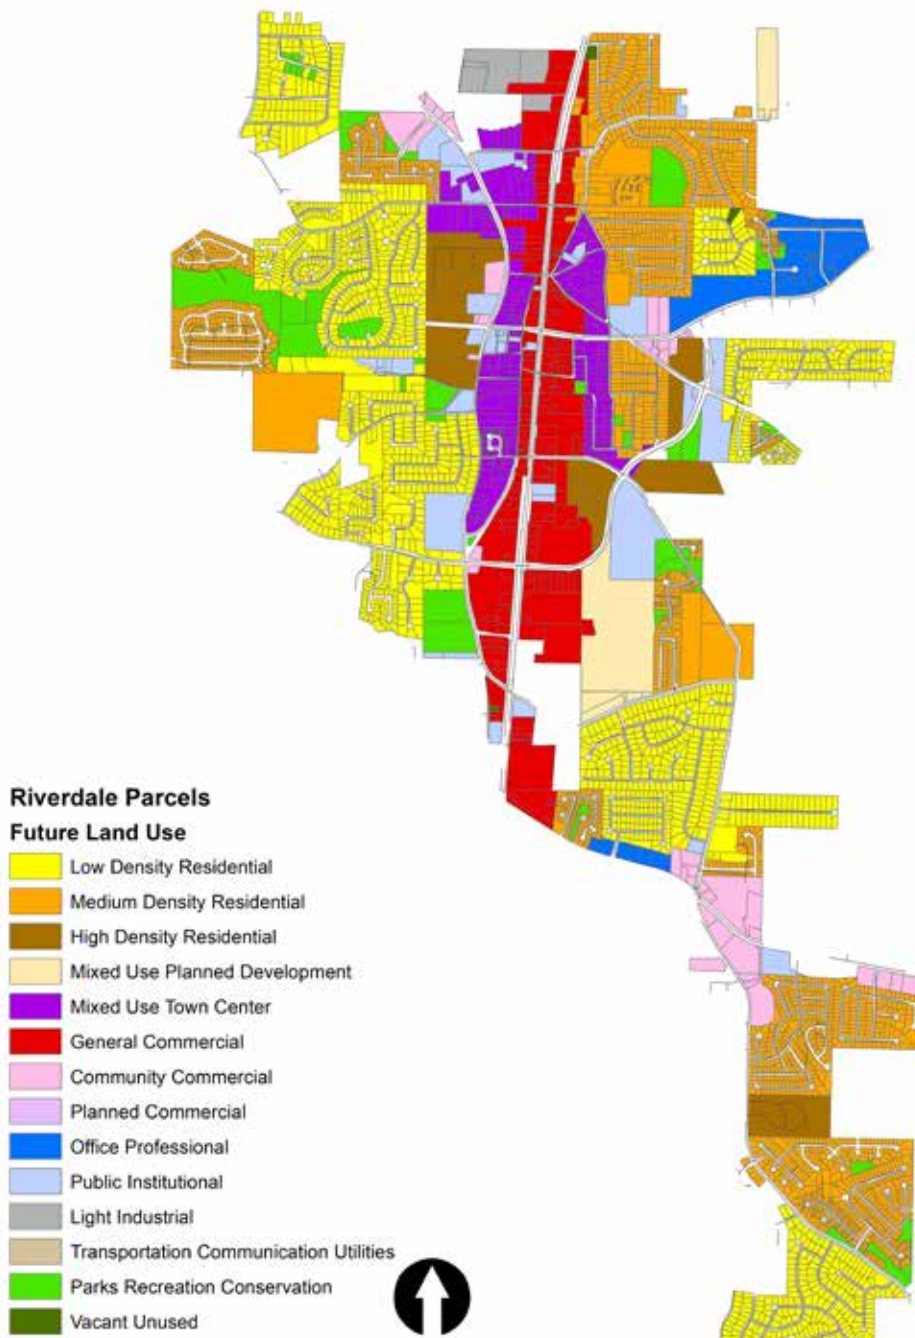 Riverdale Parcels
Future Land Use
Low Density Residential
Medium Density Residential
High Density Residential
Mixed Use Planned Development
Mixed Use Town Center
General Commercial
Community Commercial
Planned Commercial
Office Professional
Public Institutional
Light Industrial
Transportation Communication Utilities
Parks Recreation Conservation
Vacant Unused